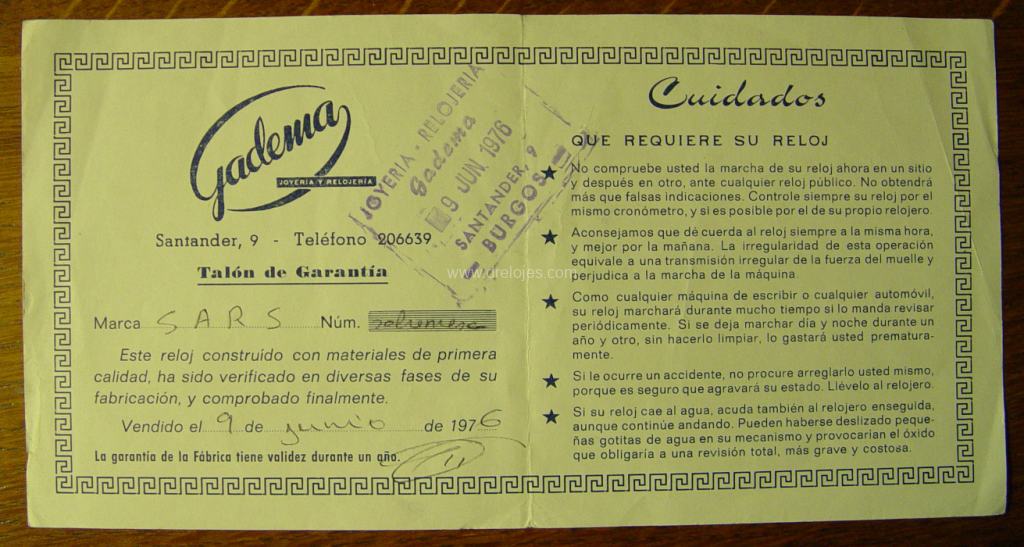 Gadema
JOYERIA Y RELOJERÍA
Santander, 9 - Teléfono 206639
Talón de Garantía
Marca SARS Núm. sobremesa
Este reloj construído con materiales de primera
calidad, ha sido verificado en diversas fases de su
fabricación, y comprobado finalmente.
Vendido el 9 de junio de 1976
La garantía de la Fábrica tiene validez durante un año.
JOYERIA - RELOJERIA
Gadema
9 JUN. 1976
SANTANDER, 9
- BURGOS -
www.drelojes.com
Cuidados
QUE REQUIERE SU RELOJ
★ No compruebe usted la marcha de su reloj ahora en un sitio
y después en otro, ante cualquier reloj público. No obtendrá
más que falsas indicaciones. Controle siempre su reloj por el
mismo cronómetro, y si es posible por el de su propio relojero.
★ Aconsejamos que dé cuerda al reloj siempre a la misma hora,
y mejor por la mañana. La irregularidad de esta operación
equivale a una transmisión irregular de la fuerza del muelle y
perjudica a la marcha de la máquina.
★ Como cualquier máquina de escribir o cualquier automóvil,
su reloj marchará durante mucho tiempo si lo manda revisar
periódicamente. Si se deja marchar día y noche durante un
año y otro, sin hacerlo limpiar, lo gastará usted prematura-
mente.
★ Si le ocurre un accidente, no procure arreglarlo usted mismo,
porque es seguro que agravará su estado. Llévelo al relojero.
★ Si su reloj cae al agua, acuda también al relojero enseguida,
aunque continúe andando. Pueden haberse deslizado peque-
ñas gotitas de agua en su mecanismo y provocarían el óxido
que obligaría a una revisión total, más grave y costosa.